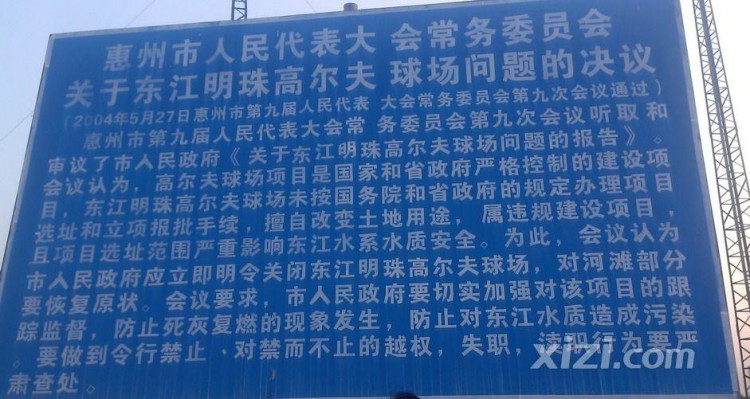 惠州市人民代表大会常务委员会
关于东江明珠高尔夫球场问题的决议
(2004年5月27日惠州市第九届人民代表大会常务委员会第九次会议通过)
惠州市第九届人民代表大会常务委员会第九次会议听取和
审议了市人民政府《关于东江明珠高尔夫球场问题的报告》。
会议认为,高尔夫球场项目是国家和省政府严格控制的建设项
目,东江明珠高尔夫球场未按国务院和省政府的规定办理项目
选址和立项报批手续,擅自改变土地用途,属违规建设项目,
且项目选址范围严重影响东江水系水质安全。为此,会议认为
市人民政府应立即明令关闭东江明珠高尔夫球场,对河滩部分
要恢复原状。会议要求,市人民政府要切实加强对该项目的跟
踪监督,防止死灰复燃的现象发生,防止对东江水质造成污染
。要做到令行禁止、对禁而不止的越权,失职,渎职行为要严
肃查处。
xizi.com